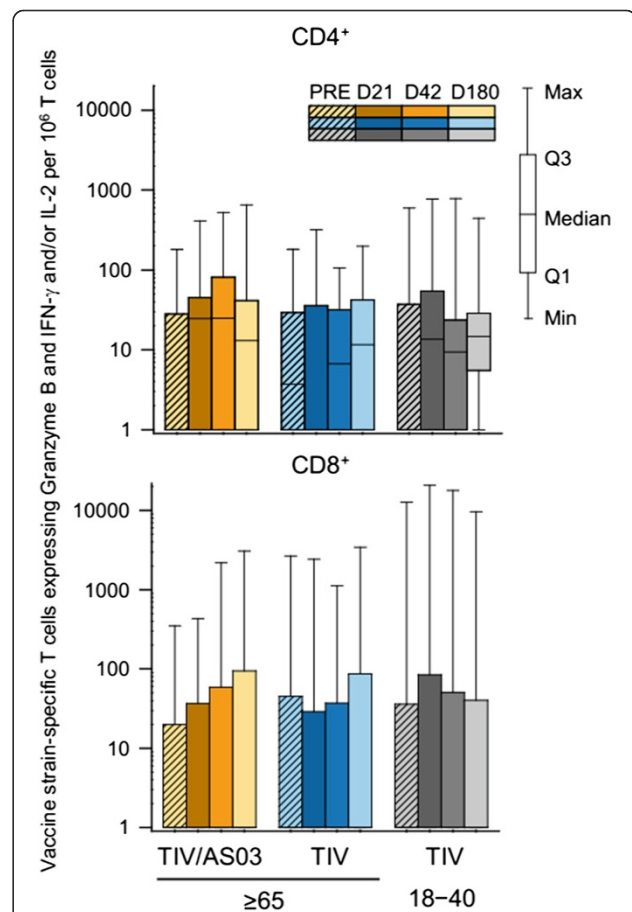 CD4⁺
Vaccine strain-specific T cells expressing Granzyme B and IFN-γ and/or IL-2 per 10⁶ T cells
PRE D21 D42 D180
10000
1000
100
10
1
Max
Q3
Median
Q1
Min
CD8⁺
10000
1000
100
10
1
TIV/AS03 TIV TIV
≥65 18–40